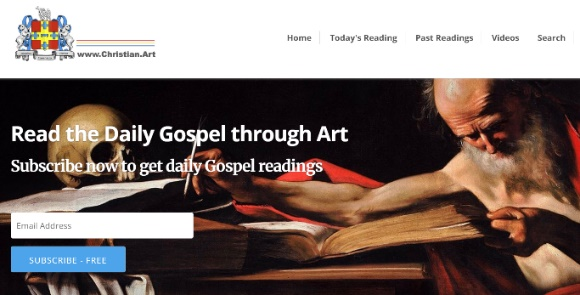 www.Christian.Art
Home Today's Reading Past Readings Videos Search
Read the Daily Gospel through Art
Subscribe now to get daily Gospel readings
Email Address
SUBSCRIBE - FREE